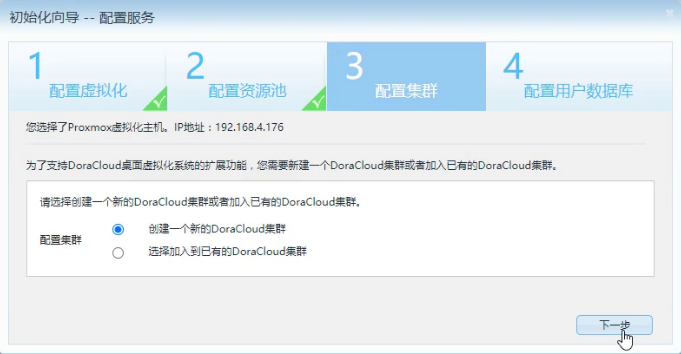 初始化向导 -- 配置服务
1 配置虚拟化
2 配置资源池
3 配置集群
4 配置用户数据库
您选择了Proxmox虚拟化主机。IP地址：192.168.4.176
为了支持DoraCloud桌面虚拟化系统的扩展功能，您需要新建一个DoraCloud集群或者加入已有的DoraCloud集群。
请选择创建一个新的DoraCloud集群或者加入已有的DoraCloud集群。
配置集群
创建一个新的DoraCloud集群
选择加入到已有的DoraCloud集群
下一步